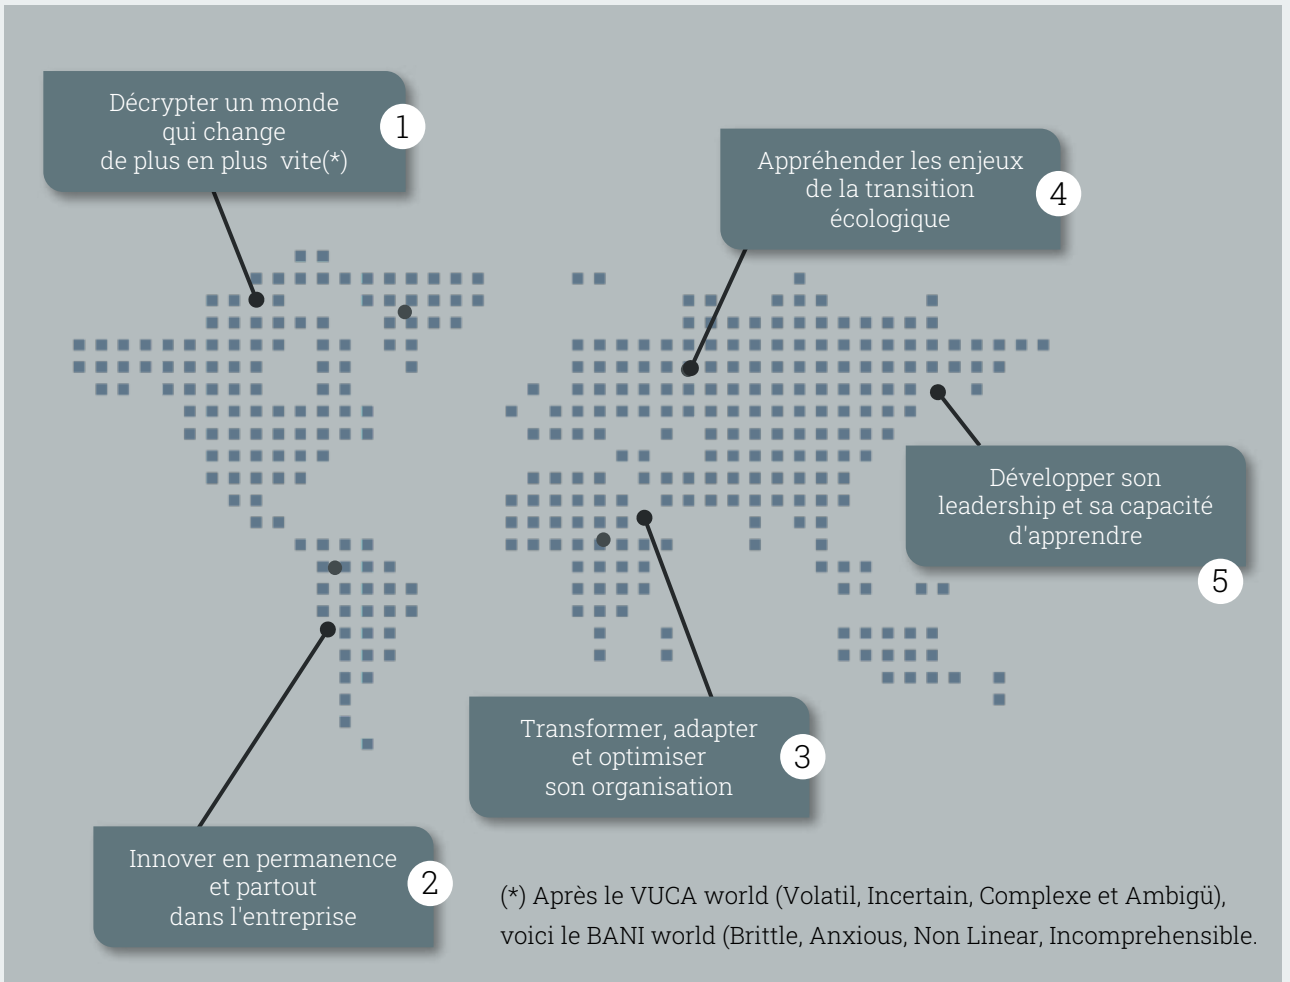 Décrypter un monde
qui change
de plus en plus  vite(*)
1
Innover en permanence
et partout
dans l'entreprise
2
Transformer, adapter
et optimiser
son organisation
3
Appréhender les enjeux
de la transition
écologique
4
Développer son
leadership et sa capacité
d'apprendre
5
(*) Après le VUCA world (Volatil, Incertain, Complexe et Ambigü),
voici le BANI world (Brittle, Anxious, Non Linear, Incomprehensible.